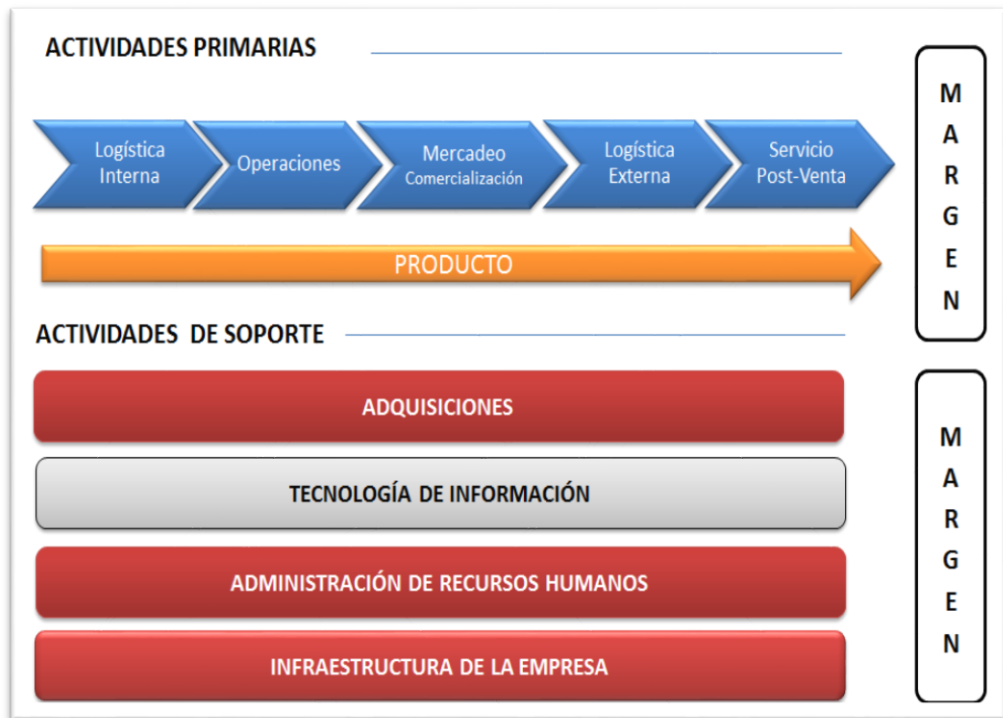 ACTIVIDADES PRIMARIAS
Logística
Interna
Operaciones
Mercadeo
Comercialización
Logística
Externa
Servicio
Post-Venta
PRODUCTO
M
A
R
G
E
N
ACTIVIDADES DE SOPORTE
ADQUISICIONES
TECNOLOGÍA DE INFORMACIÓN
ADMINISTRACIÓN DE RECURSOS HUMANOS
INFRAESTRUCTURA DE LA EMPRESA
M
A
R
G
E
N